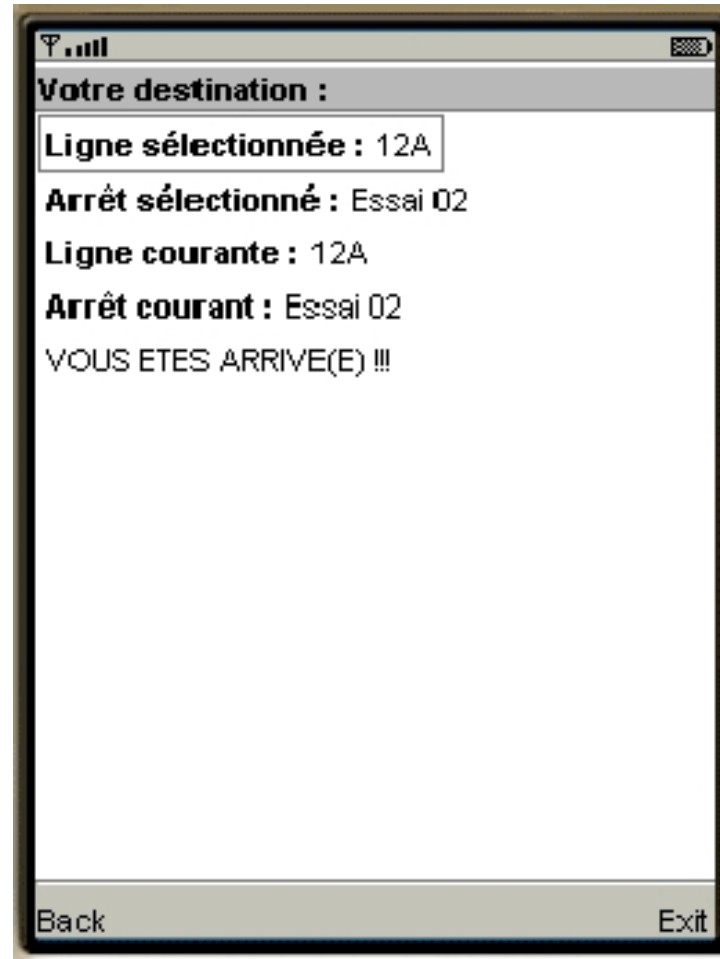 Votre destination :
Ligne sélectionnée : 12A
Arrêt sélectionné : Essai 02
Ligne courante : 12A
Arrêt courant : Essai 02
VOUS ETES ARRIVE(E) !!!
Back Exit